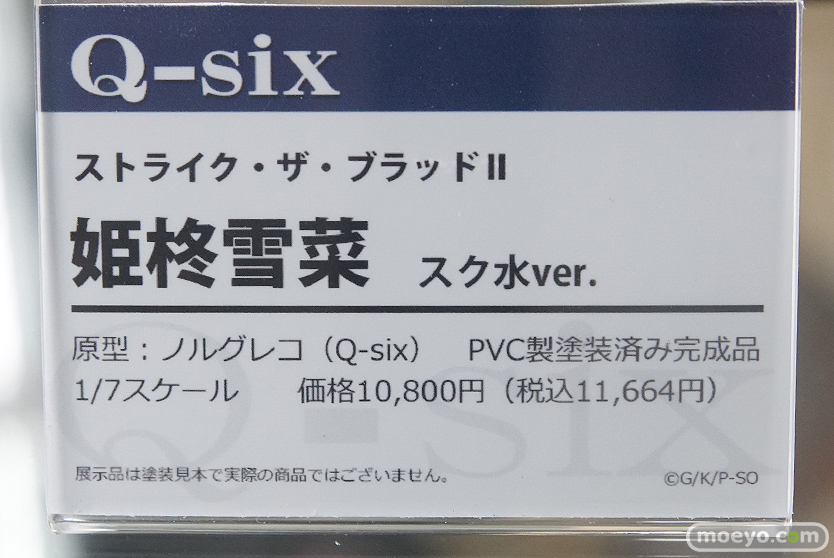 Q-six
ストライク・ザ・ブラッドⅡ
姫柊雪菜　スク水ver.
原型：ノルグレコ（Q-six）　PVC製塗装済み完成品
1/7スケール　　価格10,800円（税込11,664円）
展示品は塗装見本で実際の商品ではございません。
©G/K/P-SO
Q-six
moeyo.com